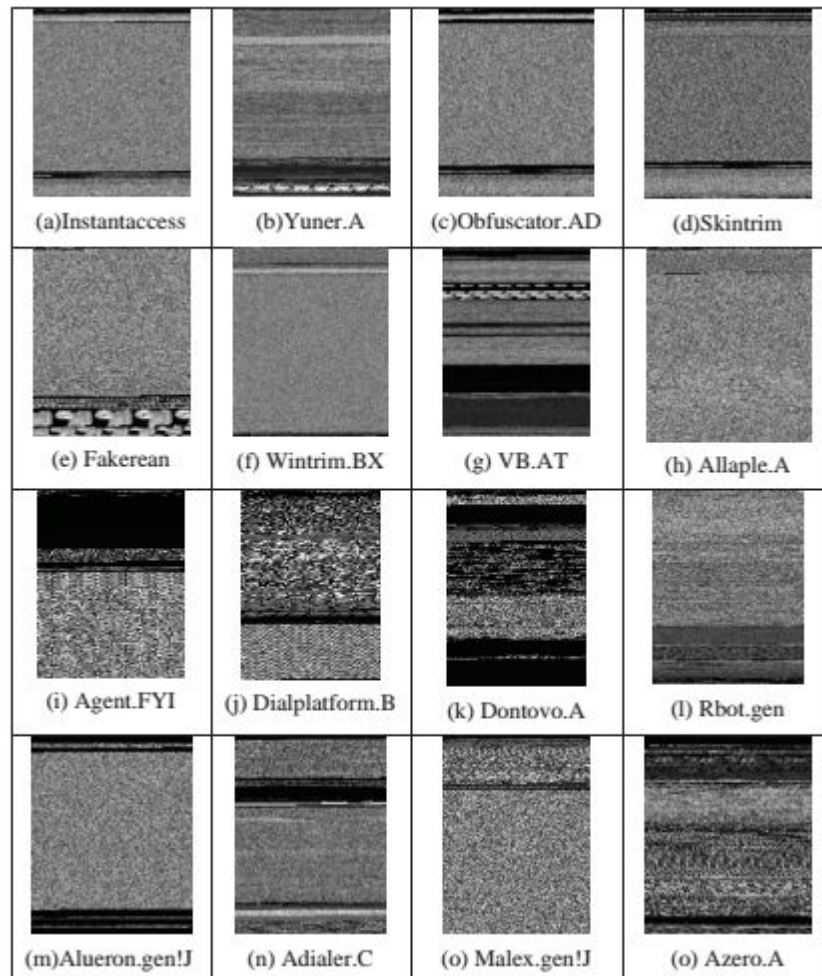 (a)Instantaccess
(b)Yuner.A
(c)Obfuscator.AD
(d)Skintrim
(e) Fakerean
(f) Wintrim.BX
(g) VB.AT
(h) Allaple.A
(i) Agent.FYI
(j) Dialplatform.B
(k) Dontovo.A
(l) Rbot.gen
(m)Alueron.gen!J
(n) Adialer.C
(o) Malex.gen!J
(o) Azero.A